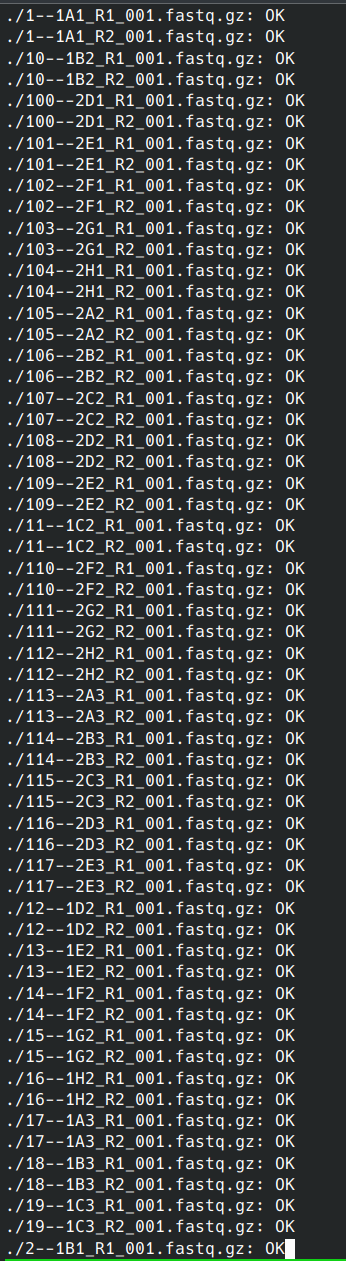 ./1--1A1_R1_001.fastq.gz: OK
./1--1A1_R2_001.fastq.gz: OK
./10--1B2_R1_001.fastq.gz: OK
./10--1B2_R2_001.fastq.gz: OK
./100--2D1_R1_001.fastq.gz: OK
./100--2D1_R2_001.fastq.gz: OK
./101--2E1_R1_001.fastq.gz: OK
./101--2E1_R2_001.fastq.gz: OK
./102--2F1_R1_001.fastq.gz: OK
./102--2F1_R2_001.fastq.gz: OK
./103--2G1_R1_001.fastq.gz: OK
./103--2G1_R2_001.fastq.gz: OK
./104--2H1_R1_001.fastq.gz: OK
./104--2H1_R2_001.fastq.gz: OK
./105--2A2_R1_001.fastq.gz: OK
./105--2A2_R2_001.fastq.gz: OK
./106--2B2_R1_001.fastq.gz: OK
./106--2B2_R2_001.fastq.gz: OK
./107--2C2_R1_001.fastq.gz: OK
./107--2C2_R2_001.fastq.gz: OK
./108--2D2_R1_001.fastq.gz: OK
./108--2D2_R2_001.fastq.gz: OK
./109--2E2_R1_001.fastq.gz: OK
./109--2E2_R2_001.fastq.gz: OK
./11--1C2_R1_001.fastq.gz: OK
./11--1C2_R2_001.fastq.gz: OK
./110--2F2_R1_001.fastq.gz: OK
./110--2F2_R2_001.fastq.gz: OK
./111--2G2_R1_001.fastq.gz: OK
./111--2G2_R2_001.fastq.gz: OK
./112--2H2_R1_001.fastq.gz: OK
./112--2H2_R2_001.fastq.gz: OK
./113--2A3_R1_001.fastq.gz: OK
./113--2A3_R2_001.fastq.gz: OK
./114--2B3_R1_001.fastq.gz: OK
./114--2B3_R2_001.fastq.gz: OK
./115--2C3_R1_001.fastq.gz: OK
./115--2C3_R2_001.fastq.gz: OK
./116--2D3_R1_001.fastq.gz: OK
./116--2D3_R2_001.fastq.gz: OK
./117--2E3_R1_001.fastq.gz: OK
./117--2E3_R2_001.fastq.gz: OK
./12--1D2_R1_001.fastq.gz: OK
./12--1D2_R2_001.fastq.gz: OK
./13--1E2_R1_001.fastq.gz: OK
./13--1E2_R2_001.fastq.gz: OK
./14--1F2_R1_001.fastq.gz: OK
./14--1F2_R2_001.fastq.gz: OK
./15--1G2_R1_001.fastq.gz: OK
./15--1G2_R2_001.fastq.gz: OK
./16--1H2_R1_001.fastq.gz: OK
./16--1H2_R2_001.fastq.gz: OK
./17--1A3_R1_001.fastq.gz: OK
./17--1A3_R2_001.fastq.gz: OK
./18--1B3_R1_001.fastq.gz: OK
./18--1B3_R2_001.fastq.gz: OK
./19--1C3_R1_001.fastq.gz: OK
./19--1C3_R2_001.fastq.gz: OK
./2--1B1_R1_001.fastq.gz: OK